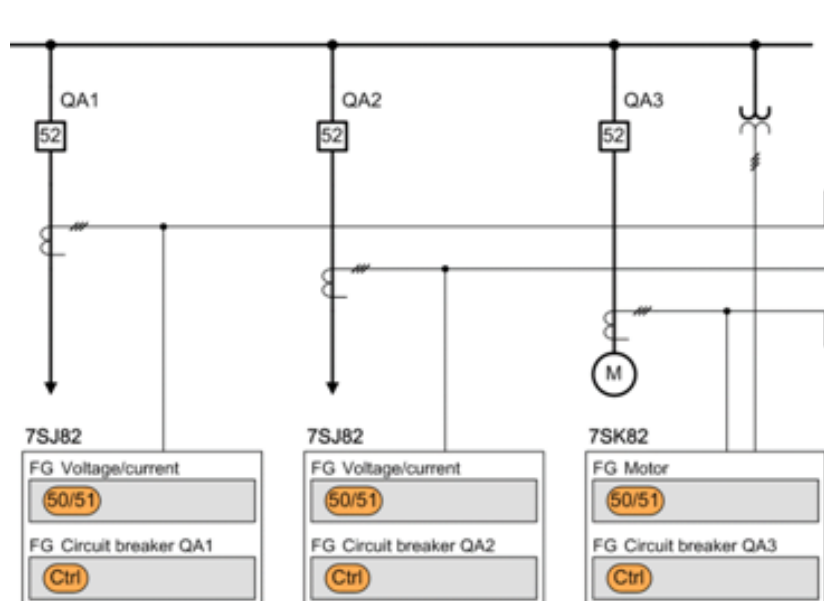 QA1 QA2 QA3
52 52 52
M
7SJ82 7SJ82 7SK82
FG Voltage/current FG Voltage/current FG Motor
50/51 50/51 50/51
FG Circuit breaker QA1 FG Circuit breaker QA2 FG Circuit breaker QA3
Ctrl Ctrl Ctrl